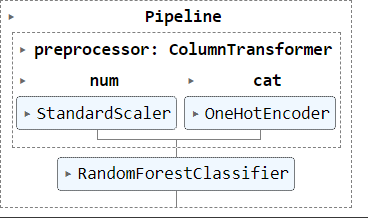 Pipeline
preprocessor: ColumnTransformer
num cat
StandardScaler OneHotEncoder
RandomForestClassifier